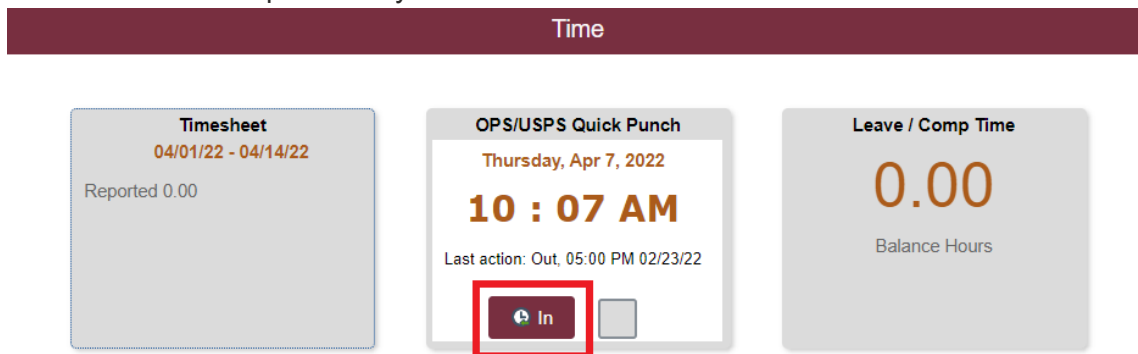 Time
Timesheet
04/01/22 - 04/14/22
Reported 0.00
OPS/USPS Quick Punch
Thursday, Apr 7, 2022
10 : 07 AM
Last action: Out, 05:00 PM 02/23/22
In
Leave / Comp Time
0.00
Balance Hours